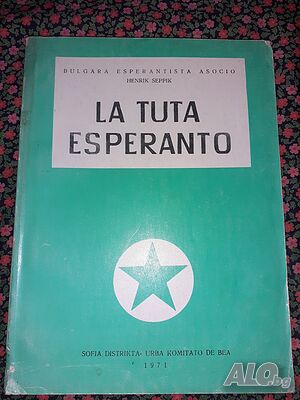 BULGARA ESPERANTISTA ASOCIO
HENRIK SEPPIK
LA TUTA
ESPERANTO
SOFIA DISTRIKTA- URBA KOMITATO DE BEA
1971
ALO.bg